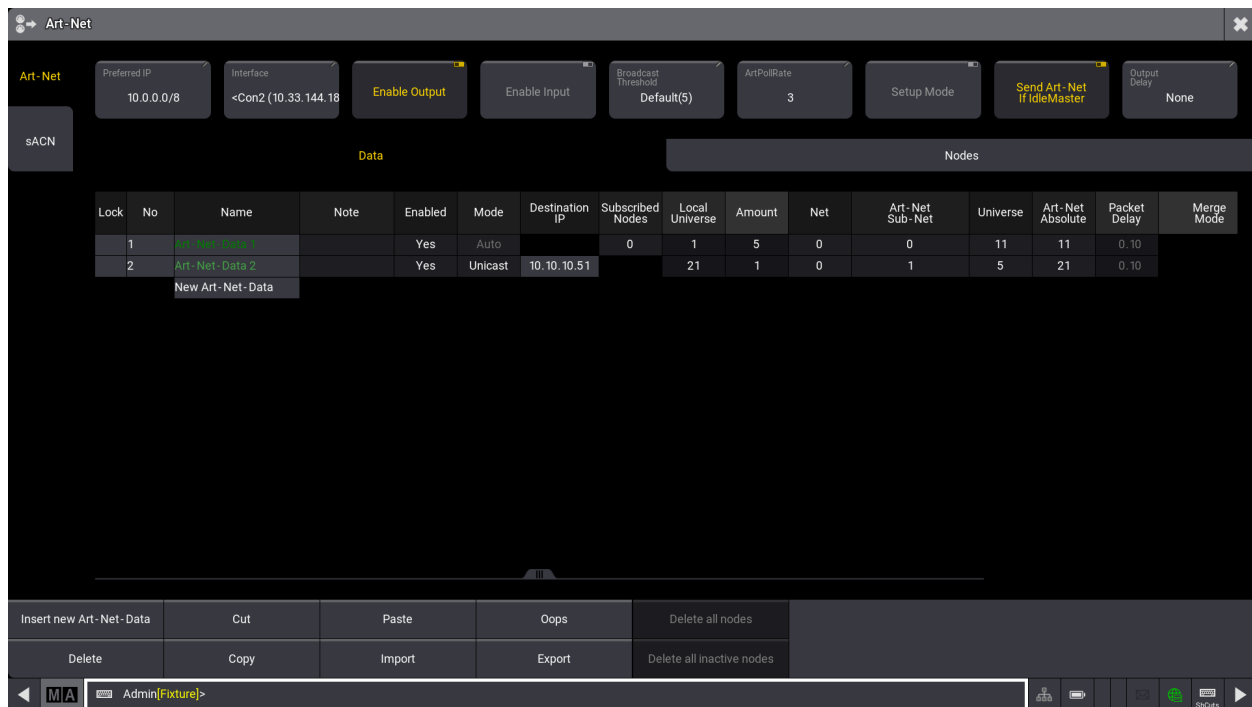 Art-Net
Art-Net
sACN
Preferred IP
10.0.0.0/8
Interface
<Con2 (10.33.144.18
Enable Output
Enable Input
Broadcast
Threshold
Default(5)
ArtPollRate
3
Setup Mode
Send Art-Net
If IdleMaster
Output
Delay
None
Data
Nodes
Lock No Name Note Enabled Mode Destination IP Subscribed Nodes Local Universe Amount Net Art-Net Sub-Net Universe Art-Net Absolute Packet Delay Merge Mode
1 Art-Net-Data 1 Yes Auto 0 1 5 0 0 11 11 0.10
2 Art-Net-Data 2 Yes Unicast 10.10.10.51 21 1 0 1 5 21 0.10
New Art-Net-Data
Insert new Art-Net-Data Cut Paste Oops Delete all nodes
Delete Copy Import Export Delete all inactive nodes
MA Admin[Fixture]> ShCuts